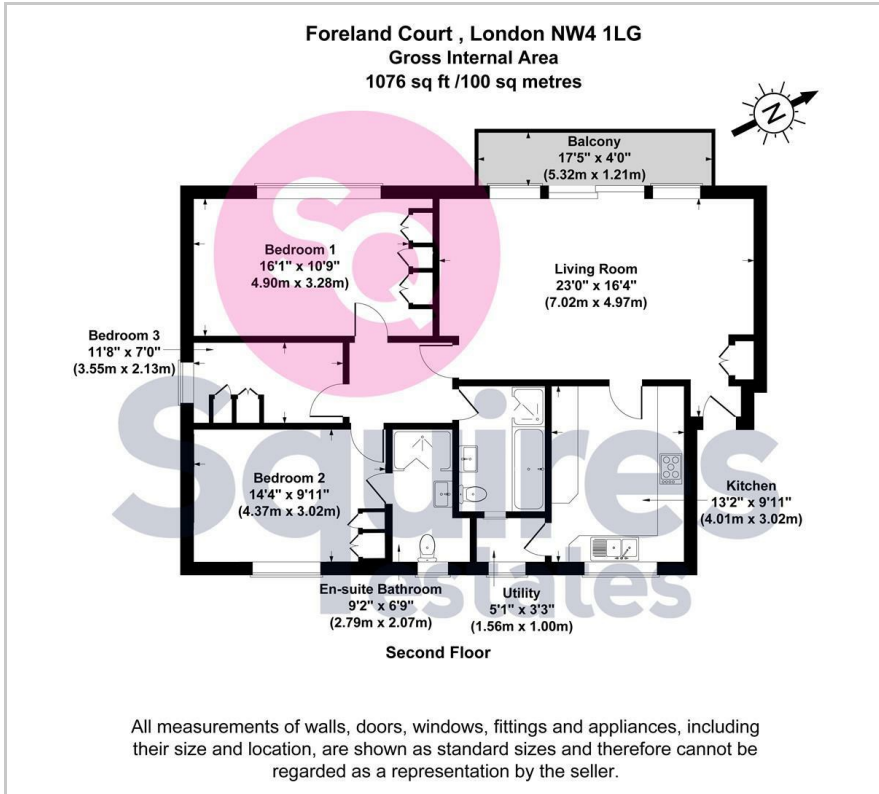 Foreland Court , London NW4 1LG
Gross Internal Area
1076 sq ft /100 sq metres
N
Balcony
17'5" x 4'0"
(5.32m x 1.21m)
SQ
Bedroom 1
16'1" x 10'9"
4.90m x 3.28m)
Living Room
23'0" x 16'4"
(7.02m x 4.97m)
Bedroom 3
11'8" x 7'0"
(3.55m x 2.13m)
Squires
estates
Bedroom 2
14'4" x 9'11"
(4.37m x 3.02m)
Kitchen
13'2" x 9'11"
(4.01m x 3.02m)
En-suite Bathroom
9'2" x 6'9"
(2.79m x 2.07m)
Utility
5'1" x 3'3"
(1.56m x 1.00m)
Second Floor
All measurements of walls, doors, windows, fittings and appliances, including
their size and location, are shown as standard sizes and therefore cannot be
regarded as a representation by the seller.